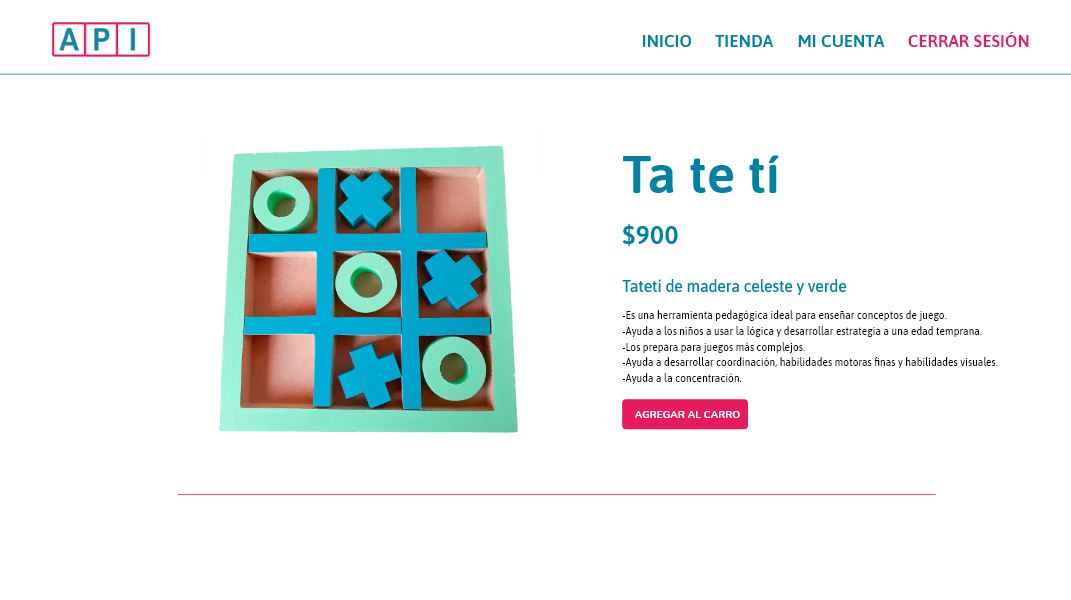 API
INICIO TIENDA MI CUENTA CERRAR SESIÓN
Ta te tí
$900
Tatetí de madera celeste y verde
-Es una herramienta pedagógica ideal para enseñar conceptos de juego.
-Ayuda a los niños a usar la lógica y desarrollar estrategia a una edad temprana.
-Los prepara para juegos más complejos.
-Ayuda a desarrollar coordinación, habilidades motoras finas y habilidades visuales.
-Ayuda a la concentración.
AGREGAR AL CARRO